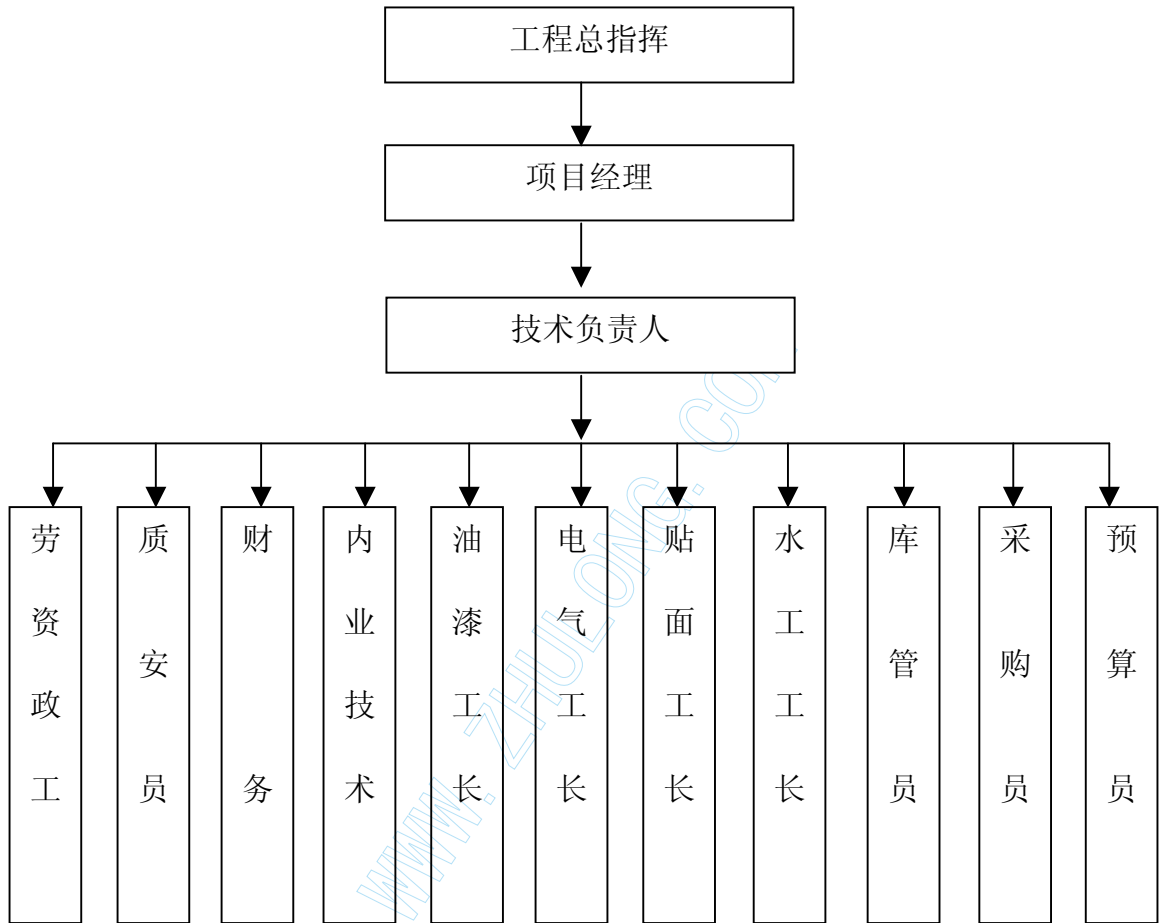 工程总指挥
项目经理
技术负责人
劳资政工
质安员
财务
内业技术
油漆工长
电气工长
贴面工长
水工工长
库管员
采购员
预算员
WWW. ZHULONG. COM